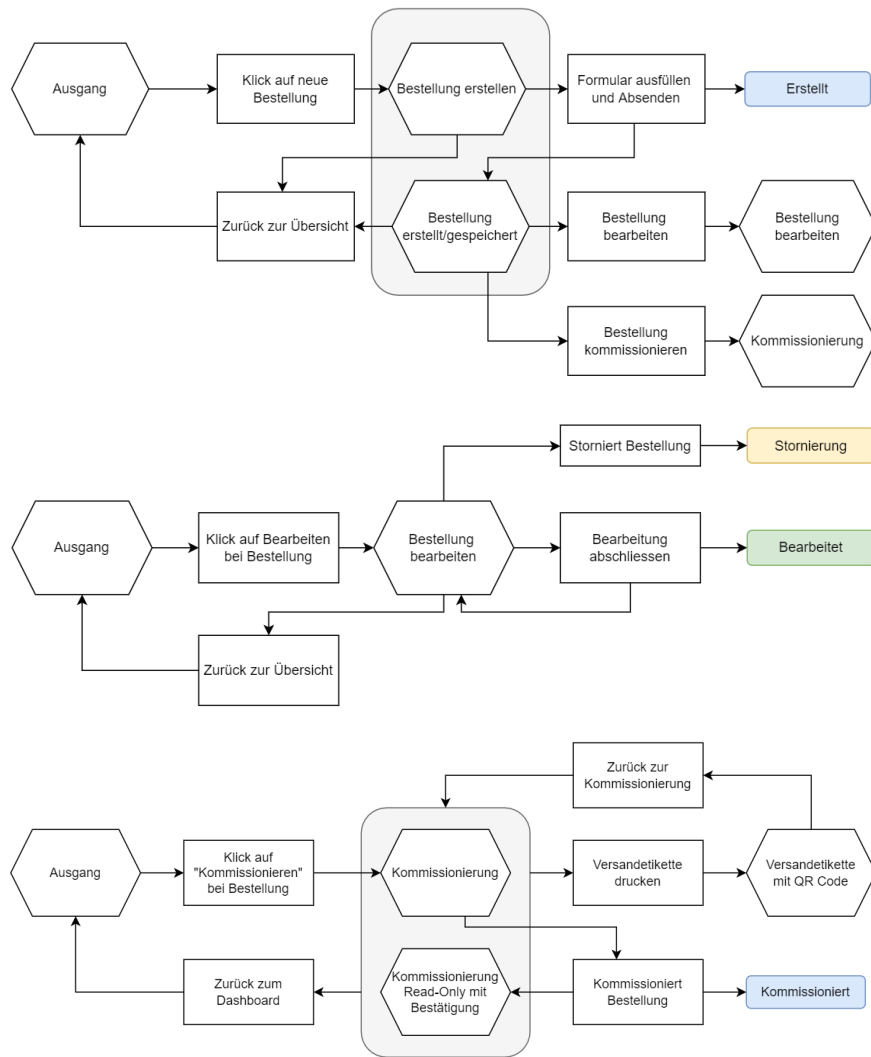 Ausgang
Klick auf neue
Bestellung
Bestellung erstellen
Formular ausfüllen
und Absenden
Erstellt
Zurück zur Übersicht
Bestellung
erstellt/gespeichert
Bestellung
bearbeiten
Bestellung
bearbeiten
Bestellung
kommissionieren
Kommissionierung
Storniert Bestellung
Stornierung
Ausgang
Klick auf Bearbeiten
bei Bestellung
Bestellung
bearbeiten
Bearbeitung
abschliessen
Bearbeitet
Zurück zur Übersicht
Zurück zur
Kommissionierung
Ausgang
Klick auf
"Kommissionieren"
bei Bestellung
Kommissionierung
Versandetikette
drucken
Versandetikette
mit QR Code
Zurück zum
Dashboard
Kommissionierung
Read-Only mit
Bestätigung
Kommissioniert
Bestellung
Kommissioniert